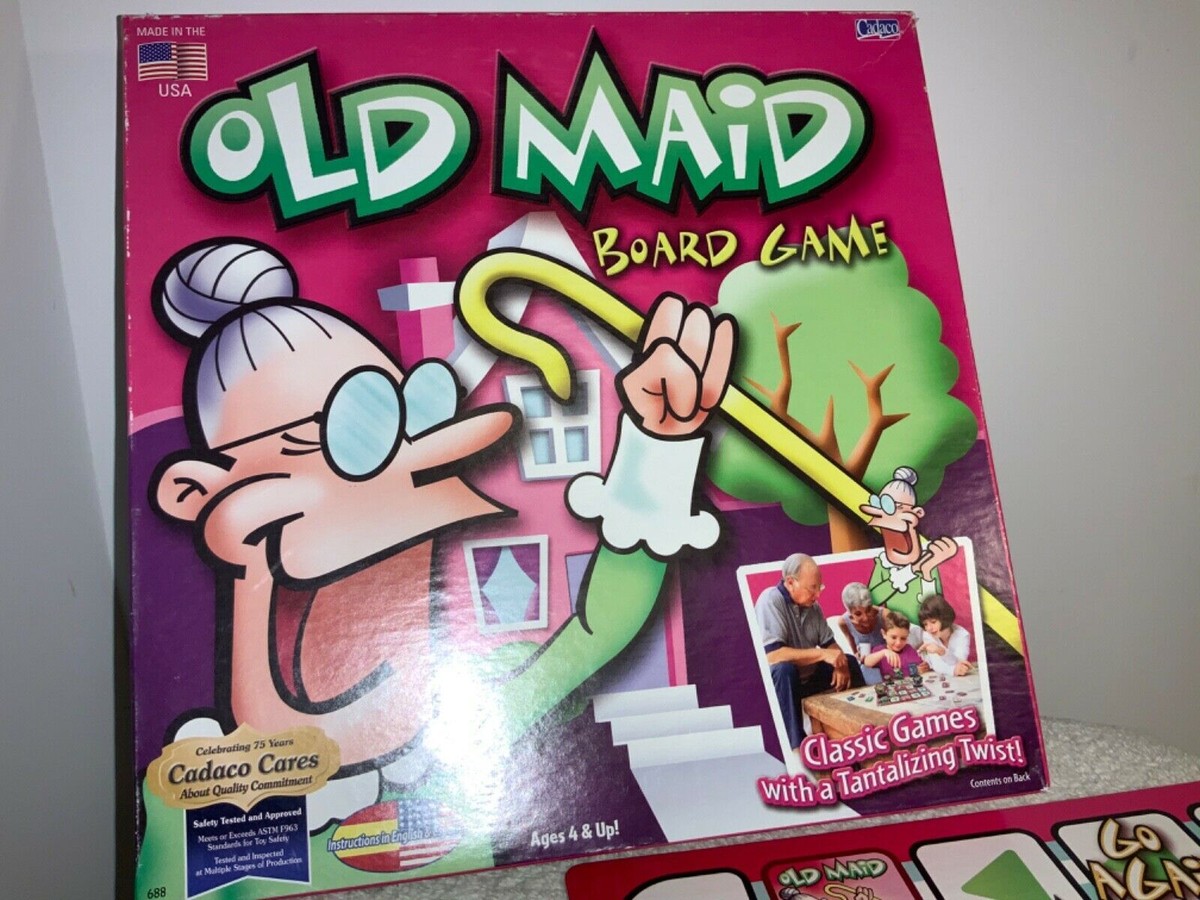 MADE IN THE
USA
Cadaco
OLD MAiD
BOARD GAME
Classic Games
with a Tantalizing Twist!
Contents on Back
Celebrating 75 Years
Cadaco Cares
About Quality Commitment
Safety Tested and Approved
Meets or Exceeds ASTM F963
Standards for Toy Safety
Tested and Inspected
at Multiple Stages of Production
Instructions in English &
Ages 4 & Up!
688
OLD MAiD
GO
AGA